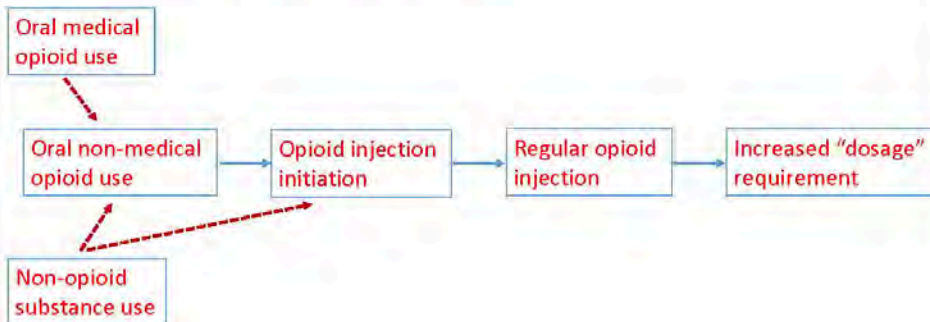 Oral medical
opioid use
Oral non-medical
opioid use
Opioid injection
initiation
Regular opioid
injection
Increased “dosage”
requirement
Non-opioid
substance use